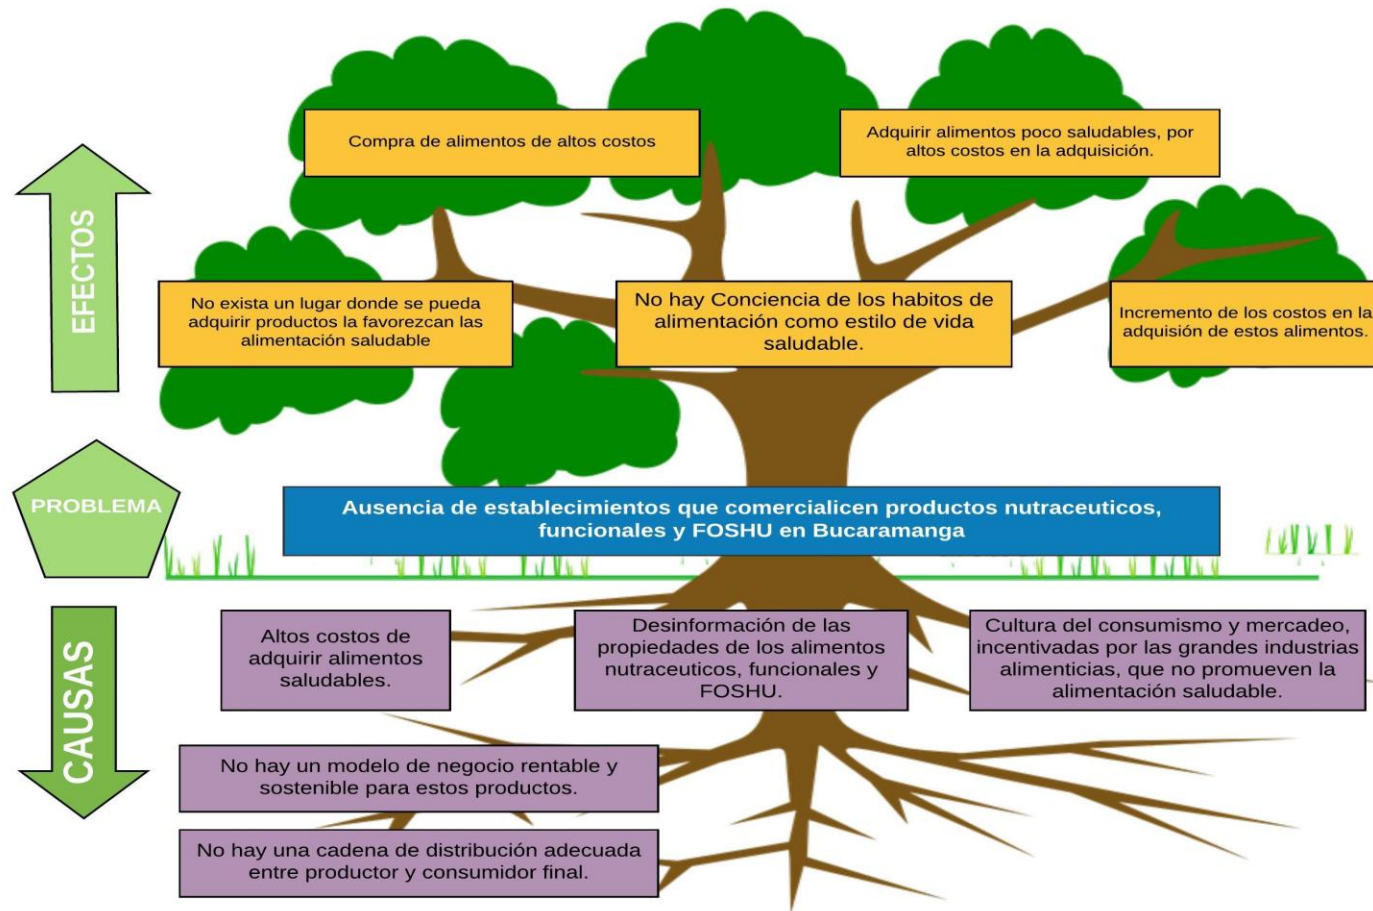 Compra de alimentos de altos costos
Adquirir alimentos poco saludables, por
altos costos en la adquisición.
EFECTOS
No exista un lugar donde se pueda
adquirir productos la favorezcan las
alimentación saludable
No hay Conciencia de los habitos de
alimentación como estilo de vida
saludable.
Incremento de los costos en la
adquisión de estos alimentos.
PROBLEMA
Ausencia de establecimientos que comercialicen productos nutraceuticos,
funcionales y FOSHU en Bucaramanga
CAUSAS
Altos costos de
adquirir alimentos
saludables.
Desinformación de las
propiedades de los alimentos
nutraceuticos, funcionales y
FOSHU.
Cultura del consumismo y mercadeo,
incentivadas por las grandes industrias
alimenticias, que no promueven la
alimentación saludable.
No hay un modelo de negocio rentable y
sostenible para estos productos.
No hay una cadena de distribución adecuada
entre productor y consumidor final.